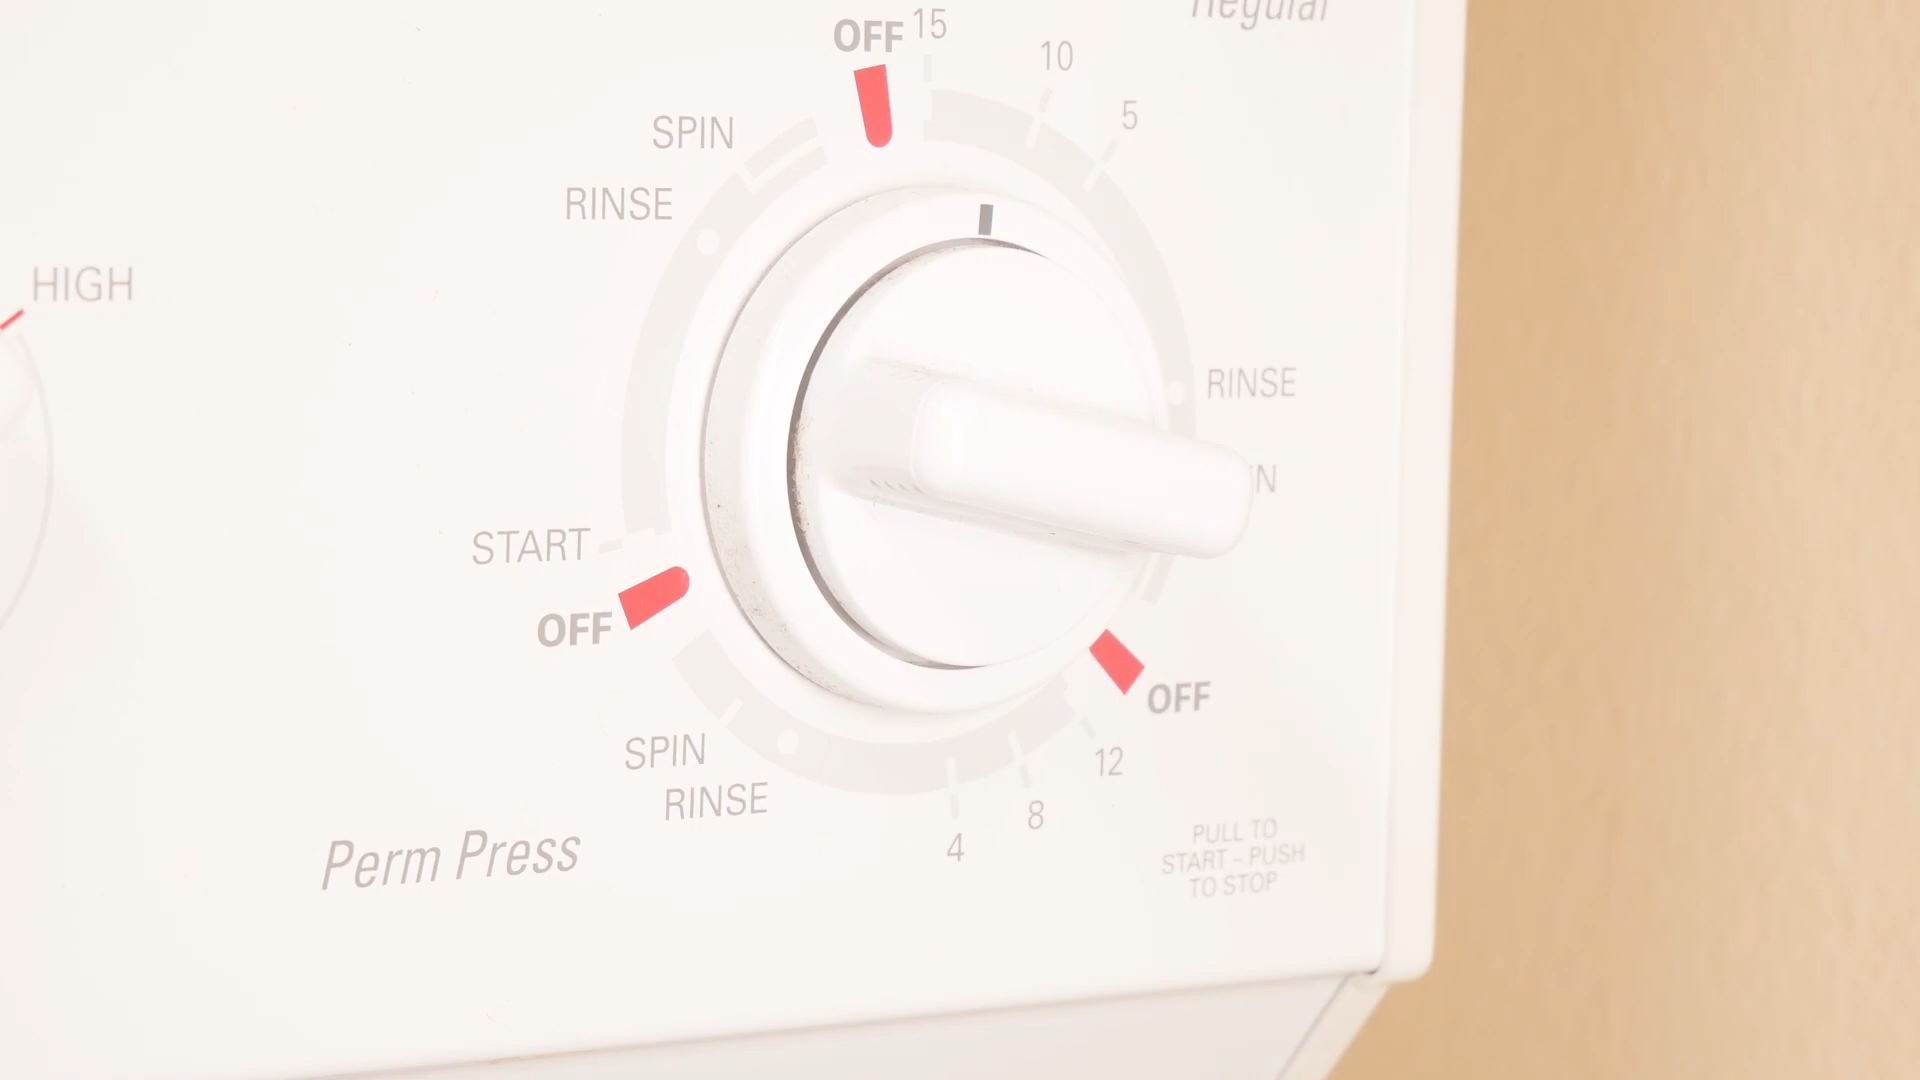 Regular
OFF 15
10
5
SPIN
RINSE
HIGH
RINSE
START
OFF
OFF
SPIN
RINSE
12
8
4
Perm Press
PULL TO
START – PUSH
TO STOP